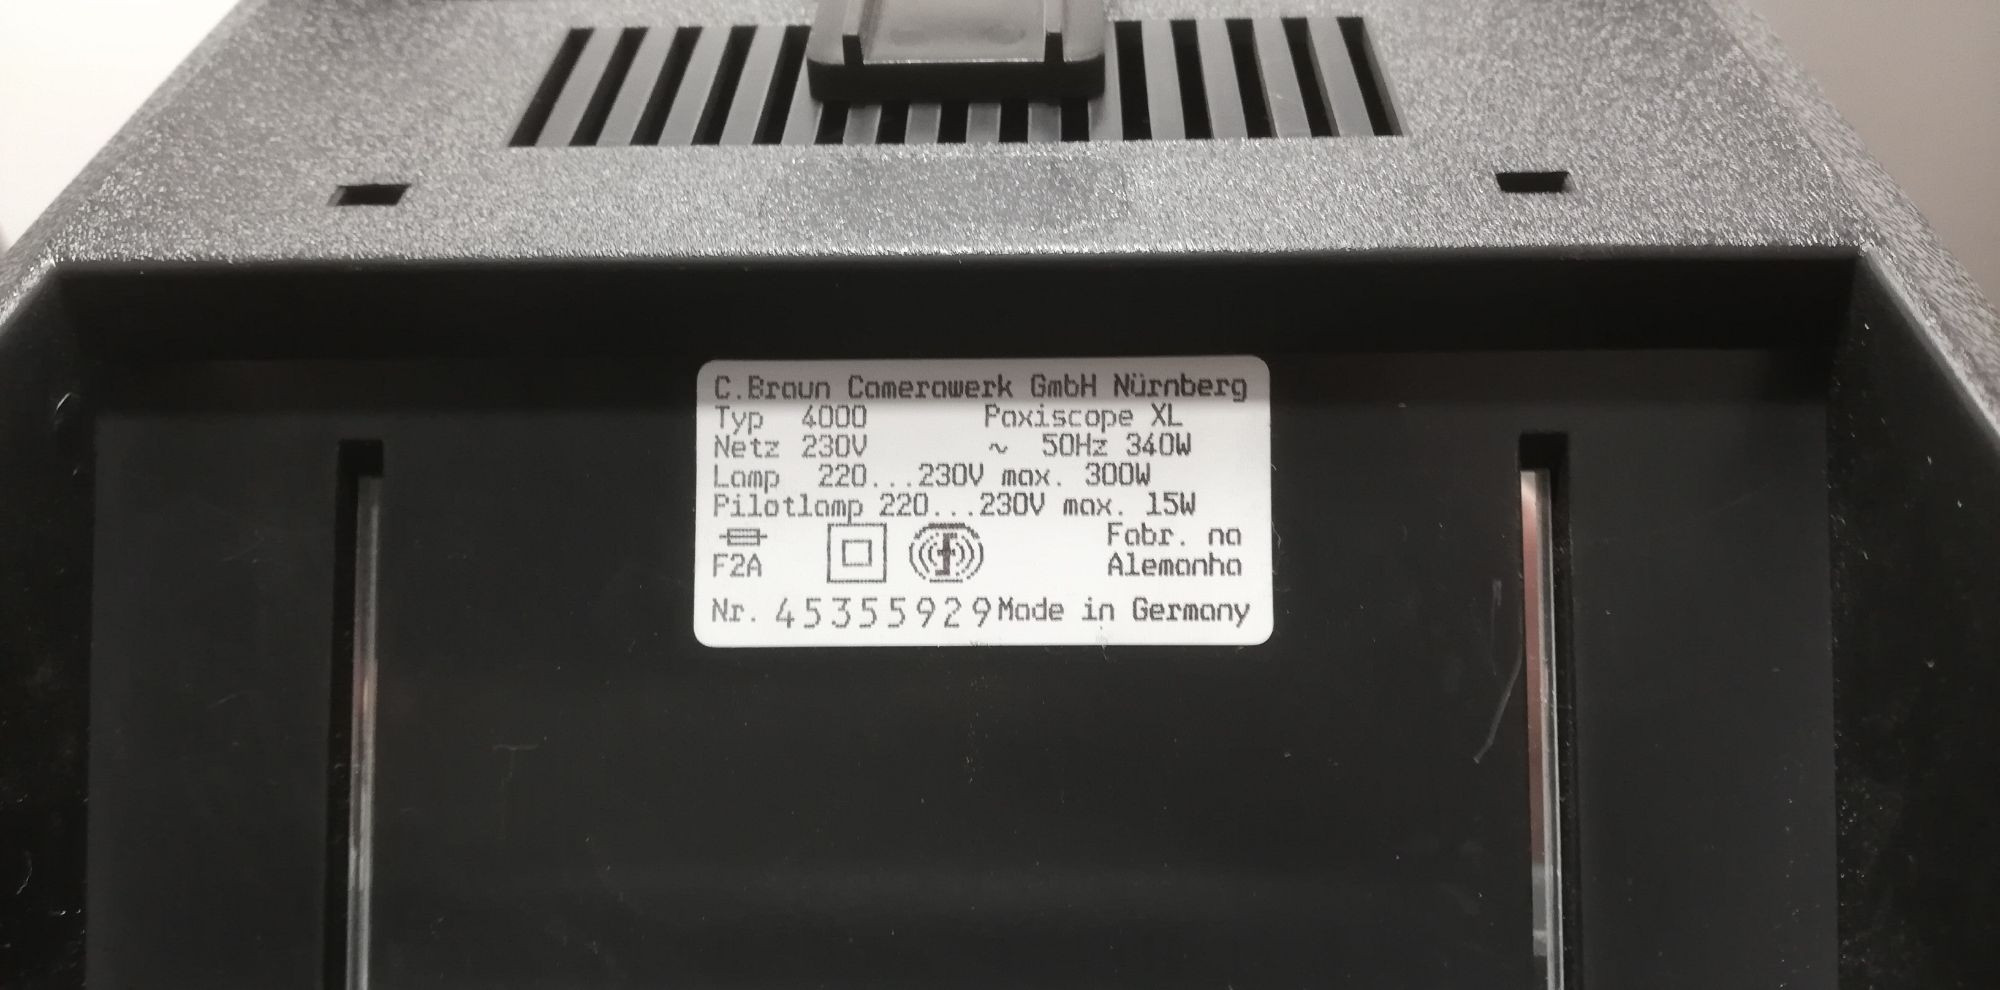 C.Braun Camerawerk GmbH Nürnberg
Typ 4000 Paxiscope XL
Netz 230V ~ 50Hz 340W
Lamp 220...230V max. 300W
Pilotlamp 220...230V max. 15W
Fabr. na
F2A Alemanha
Nr. 45355929 Made in Germany